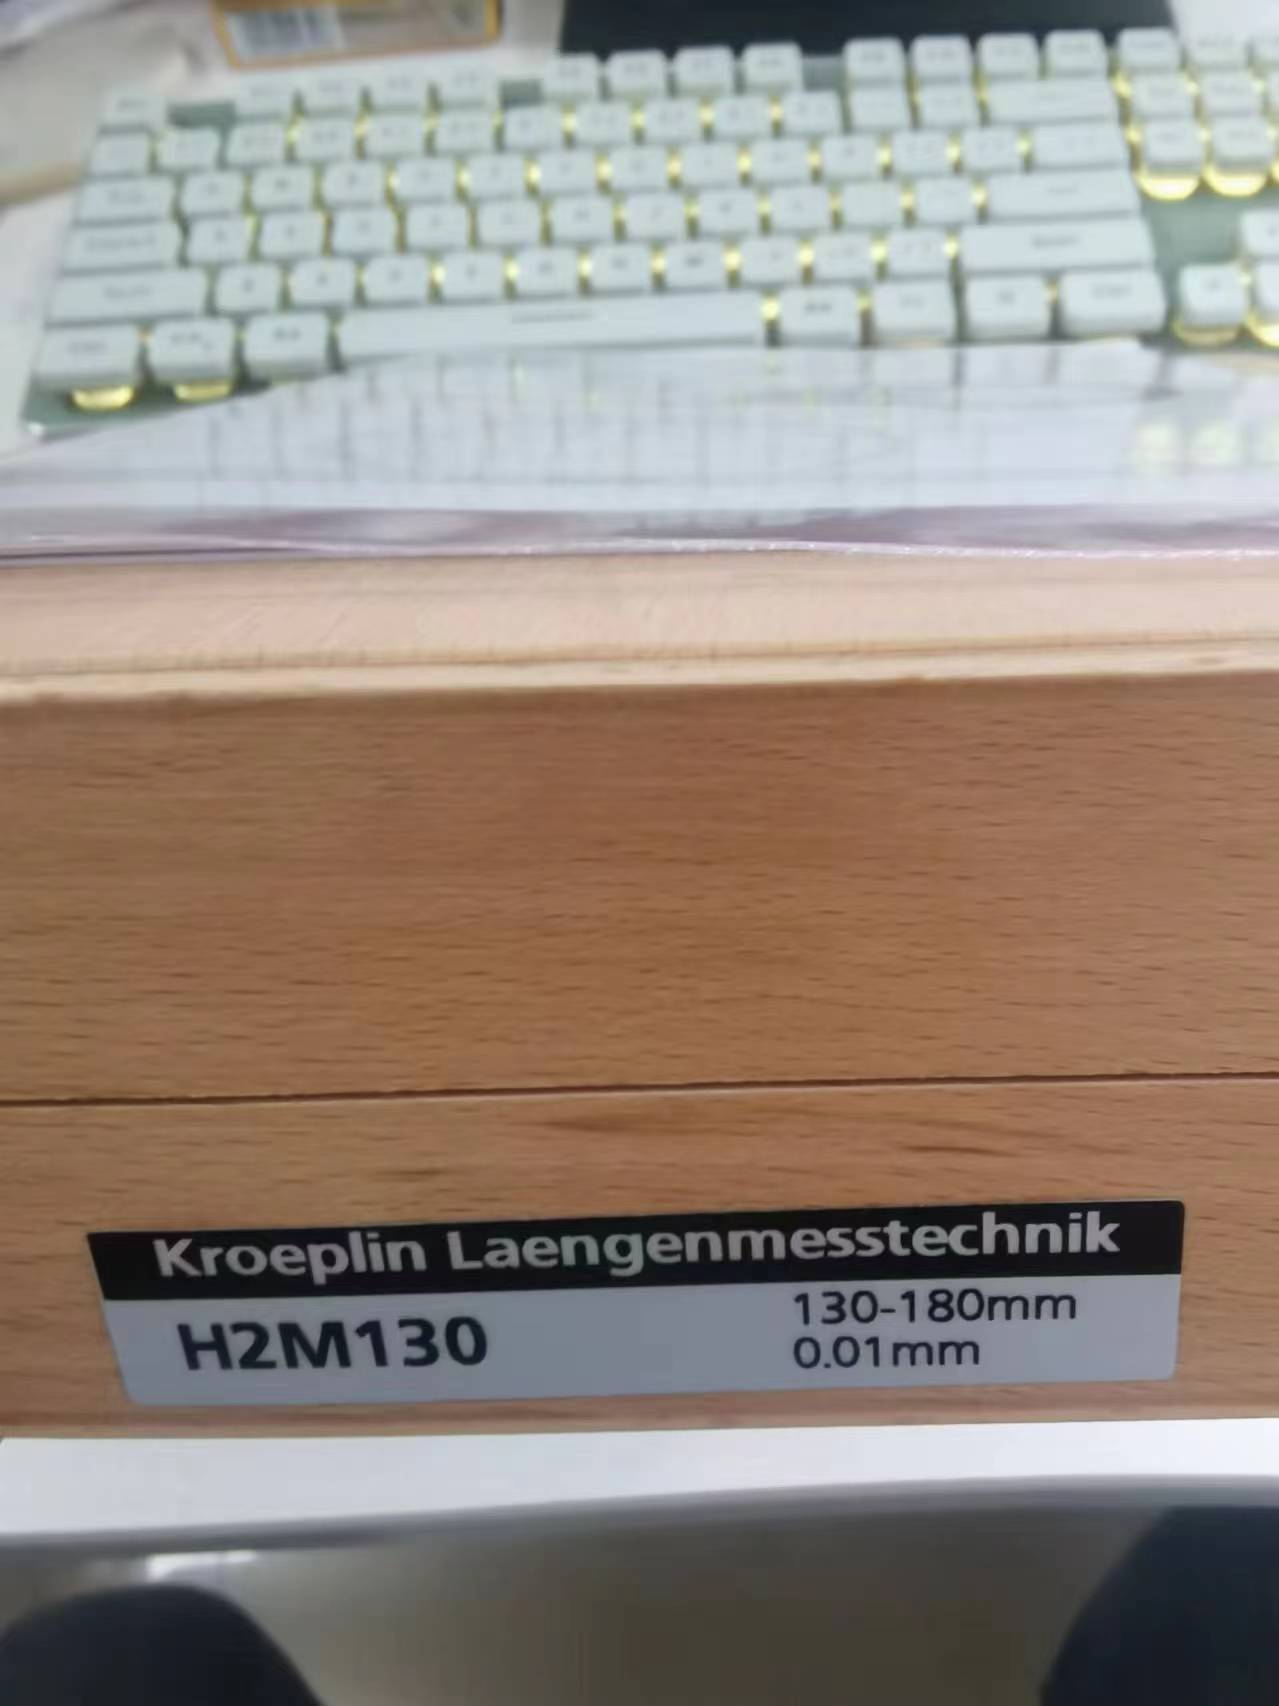 Kroeplin Laengenmesstechnik
H2M130
130-180mm
0.01mm